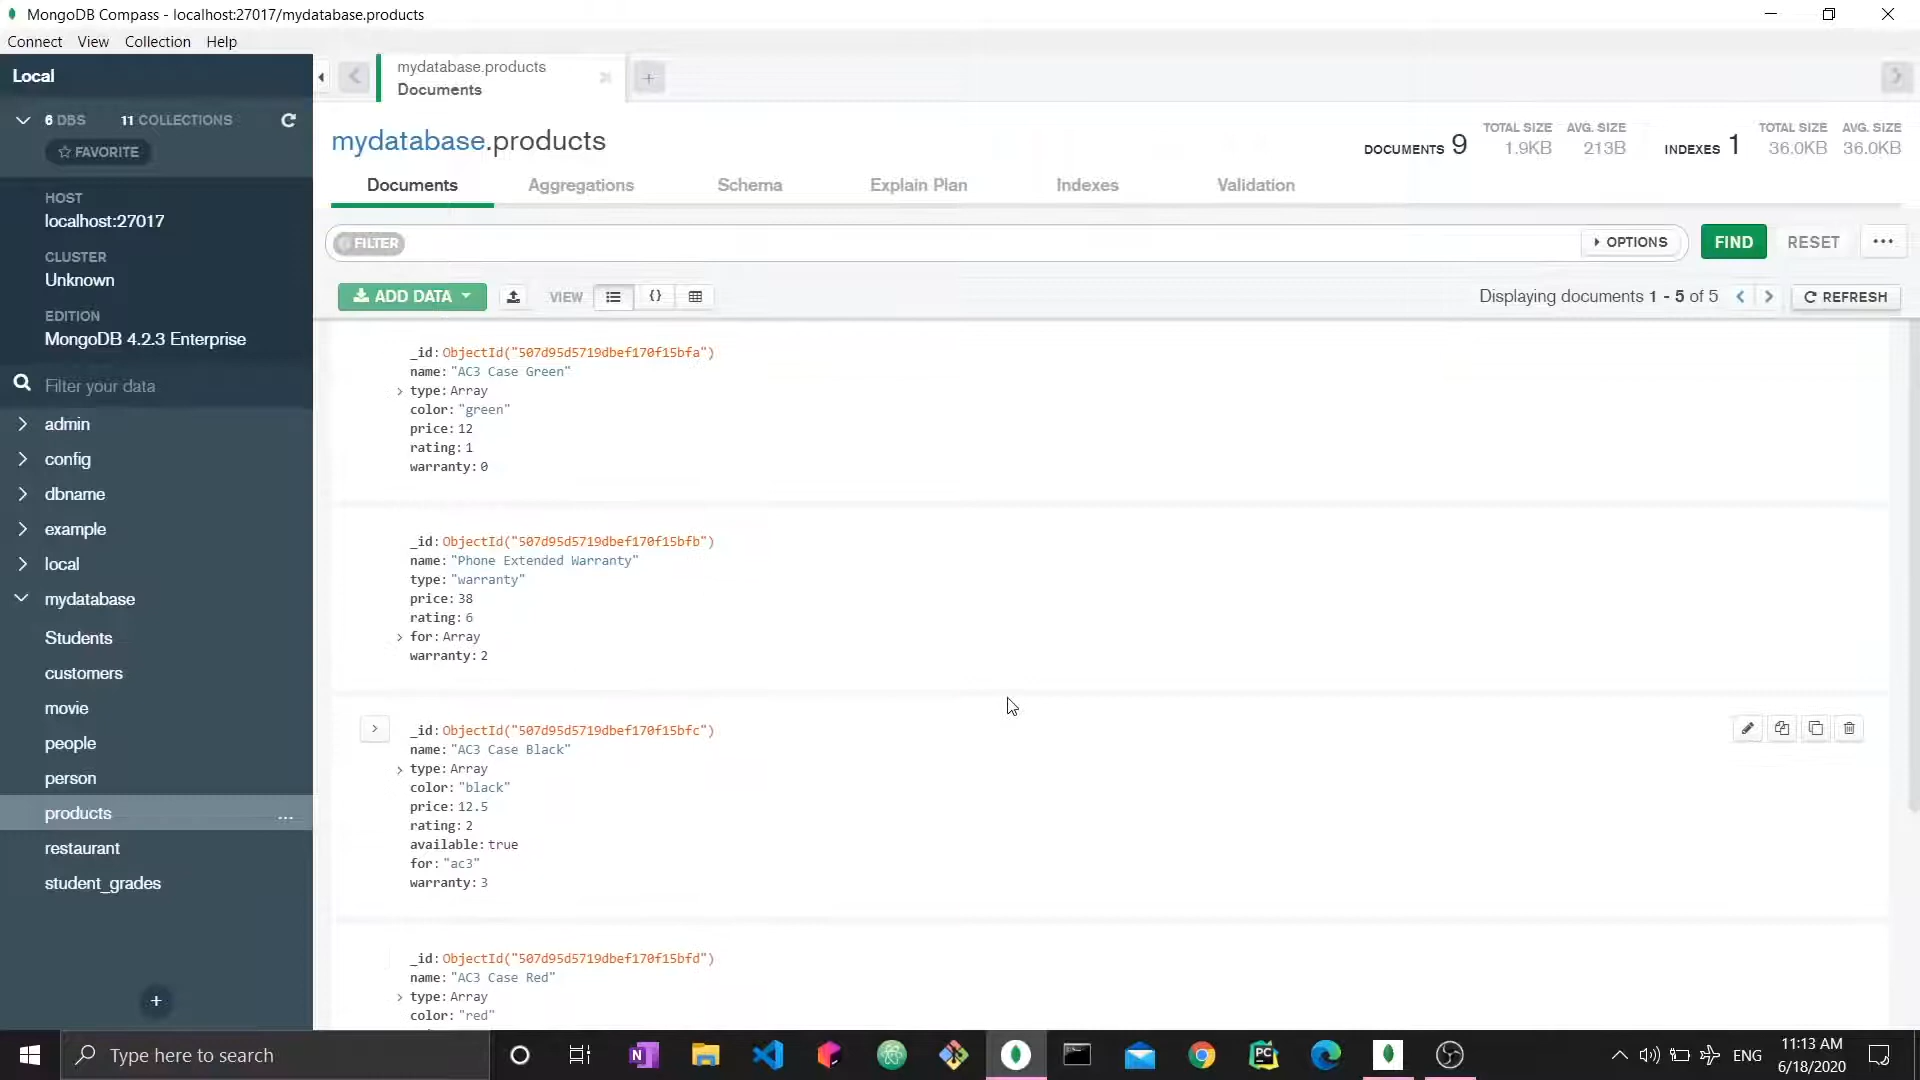 MongoDB Compass - localhost:27017/mydatabase.products
Connect View Collection Help
Local
6 DBS 11 COLLECTIONS
FAVORITE
HOST
localhost:27017
CLUSTER
Unknown
EDITION
MongoDB 4.2.3 Enterprise
Filter your data
admin
config
dbname
example
local
mydatabase
Students
customers
movie
people
person
products ...
restaurant
student_grades
+
mydatabase.products
Documents
+
mydatabase.products
DOCUMENTS 9 TOTAL SIZE 1.9KB AVG. SIZE 213B INDEXES 1 TOTAL SIZE 36.0KB AVG. SIZE 36.0KB
Documents Aggregations Schema Explain Plan Indexes Validation
FILTER OPTIONS FIND RESET ...
ADD DATA VIEW {} Displaying documents 1 - 5 of 5 REFRESH
_id: ObjectId("507d95d5719dbef170f15bfa")
name: "AC3 Case Green"
type: Array
color: "green"
price: 12
rating: 1
warranty: 0
_id: ObjectId("507d95d5719dbef170f15bfb")
name: "Phone Extended Warranty"
type: "warranty"
price: 38
rating: 6
for: Array
warranty: 2
_id: ObjectId("507d95d5719dbef170f15bfc")
name: "AC3 Case Black"
type: Array
color: "black"
price: 12.5
rating: 2
available: true
for: "ac3"
warranty: 3
_id: ObjectId("507d95d5719dbef170f15bfd")
name: "AC3 Case Red"
type: Array
color: "red"
Type here to search
N
PC
ENG
11:13 AM
6/18/2020